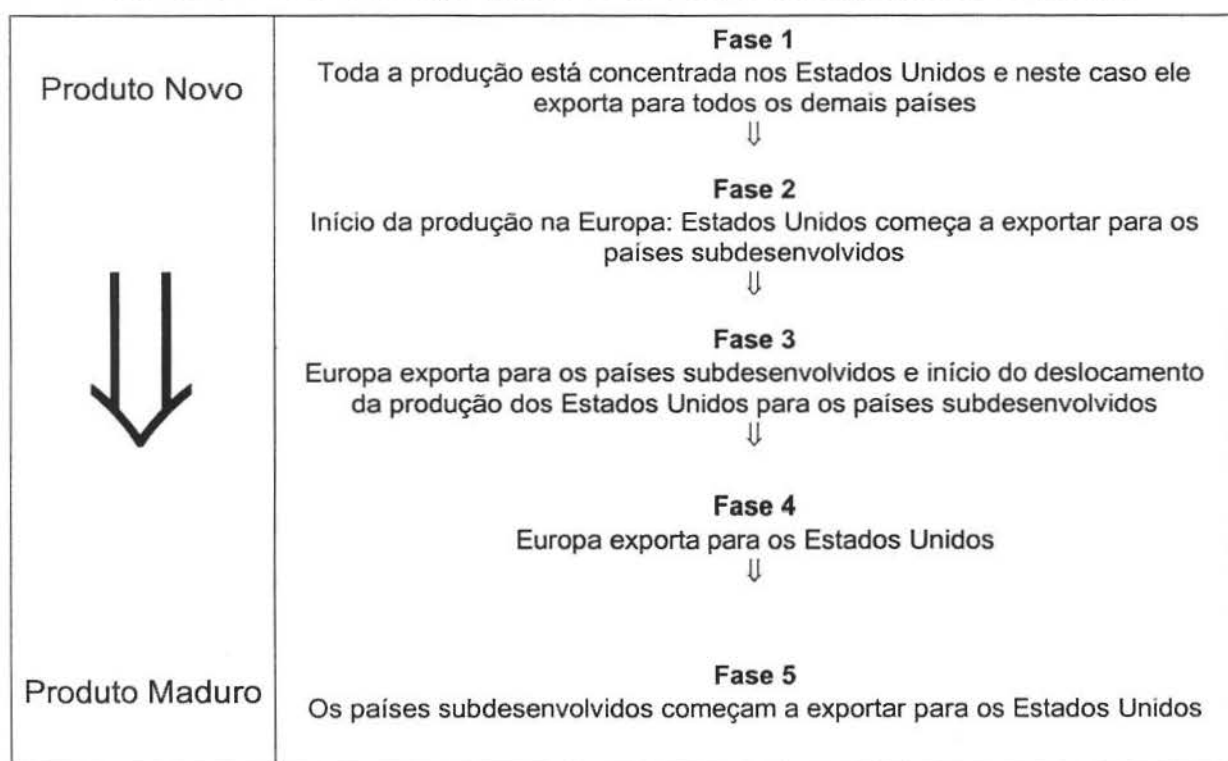 Produto Novo
Fase 1
Toda a produção está concentrada nos Estados Unidos e neste caso ele
exporta para todos os demais países
⇓
Fase 2
Início da produção na Europa: Estados Unidos começa a exportar para os
países subdesenvolvidos
⇓
Fase 3
Europa exporta para os países subdesenvolvidos e início do deslocamento
da produção dos Estados Unidos para os países subdesenvolvidos
⇓
Fase 4
Europa exporta para os Estados Unidos
⇓
Produto Maduro
Fase 5
Os países subdesenvolvidos começam a exportar para os Estados Unidos